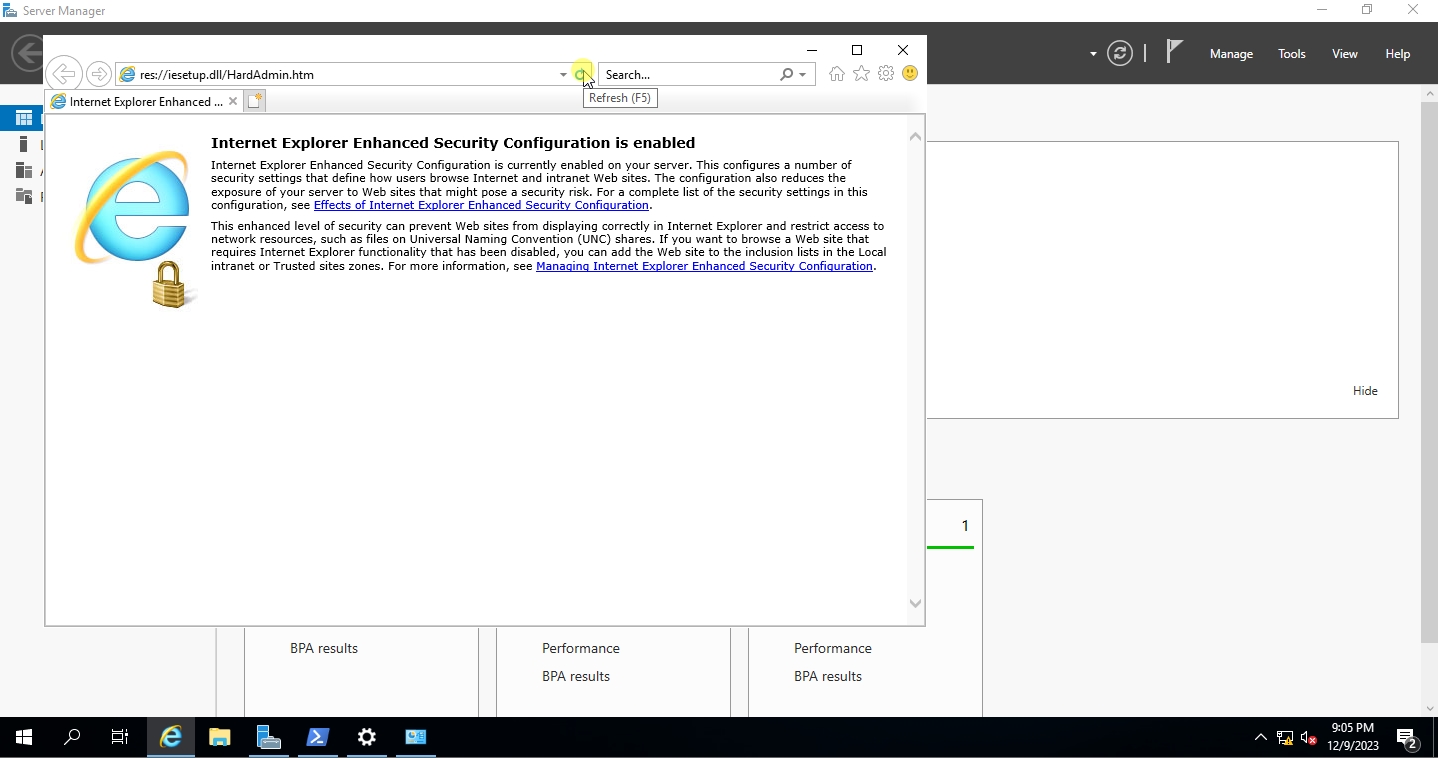 Server Manager
Manage
Tools
View
Help
res://iesetup.dll/HardAdmin.htm
Search...
Refresh (F5)
Internet Explorer Enhanced ...
Internet Explorer Enhanced Security Configuration is enabled
Internet Explorer Enhanced Security Configuration is currently enabled on your server. This configures a number of
security settings that define how users browse Internet and intranet Web sites. The configuration also reduces the
exposure of your server to Web sites that might pose a security risk. For a complete list of the security settings in this
configuration, see Effects of Internet Explorer Enhanced Security Configuration.
This enhanced level of security can prevent Web sites from displaying correctly in Internet Explorer and restrict access to
network resources, such as files on Universal Naming Convention (UNC) shares. If you want to browse a Web site that
requires Internet Explorer functionality that has been disabled, you can add the Web site to the inclusion lists in the Local
intranet or Trusted sites zones. For more information, see Managing Internet Explorer Enhanced Security Configuration.
Hide
1
BPA results
Performance
BPA results
Performance
BPA results
9:05 PM
12/9/2023
2